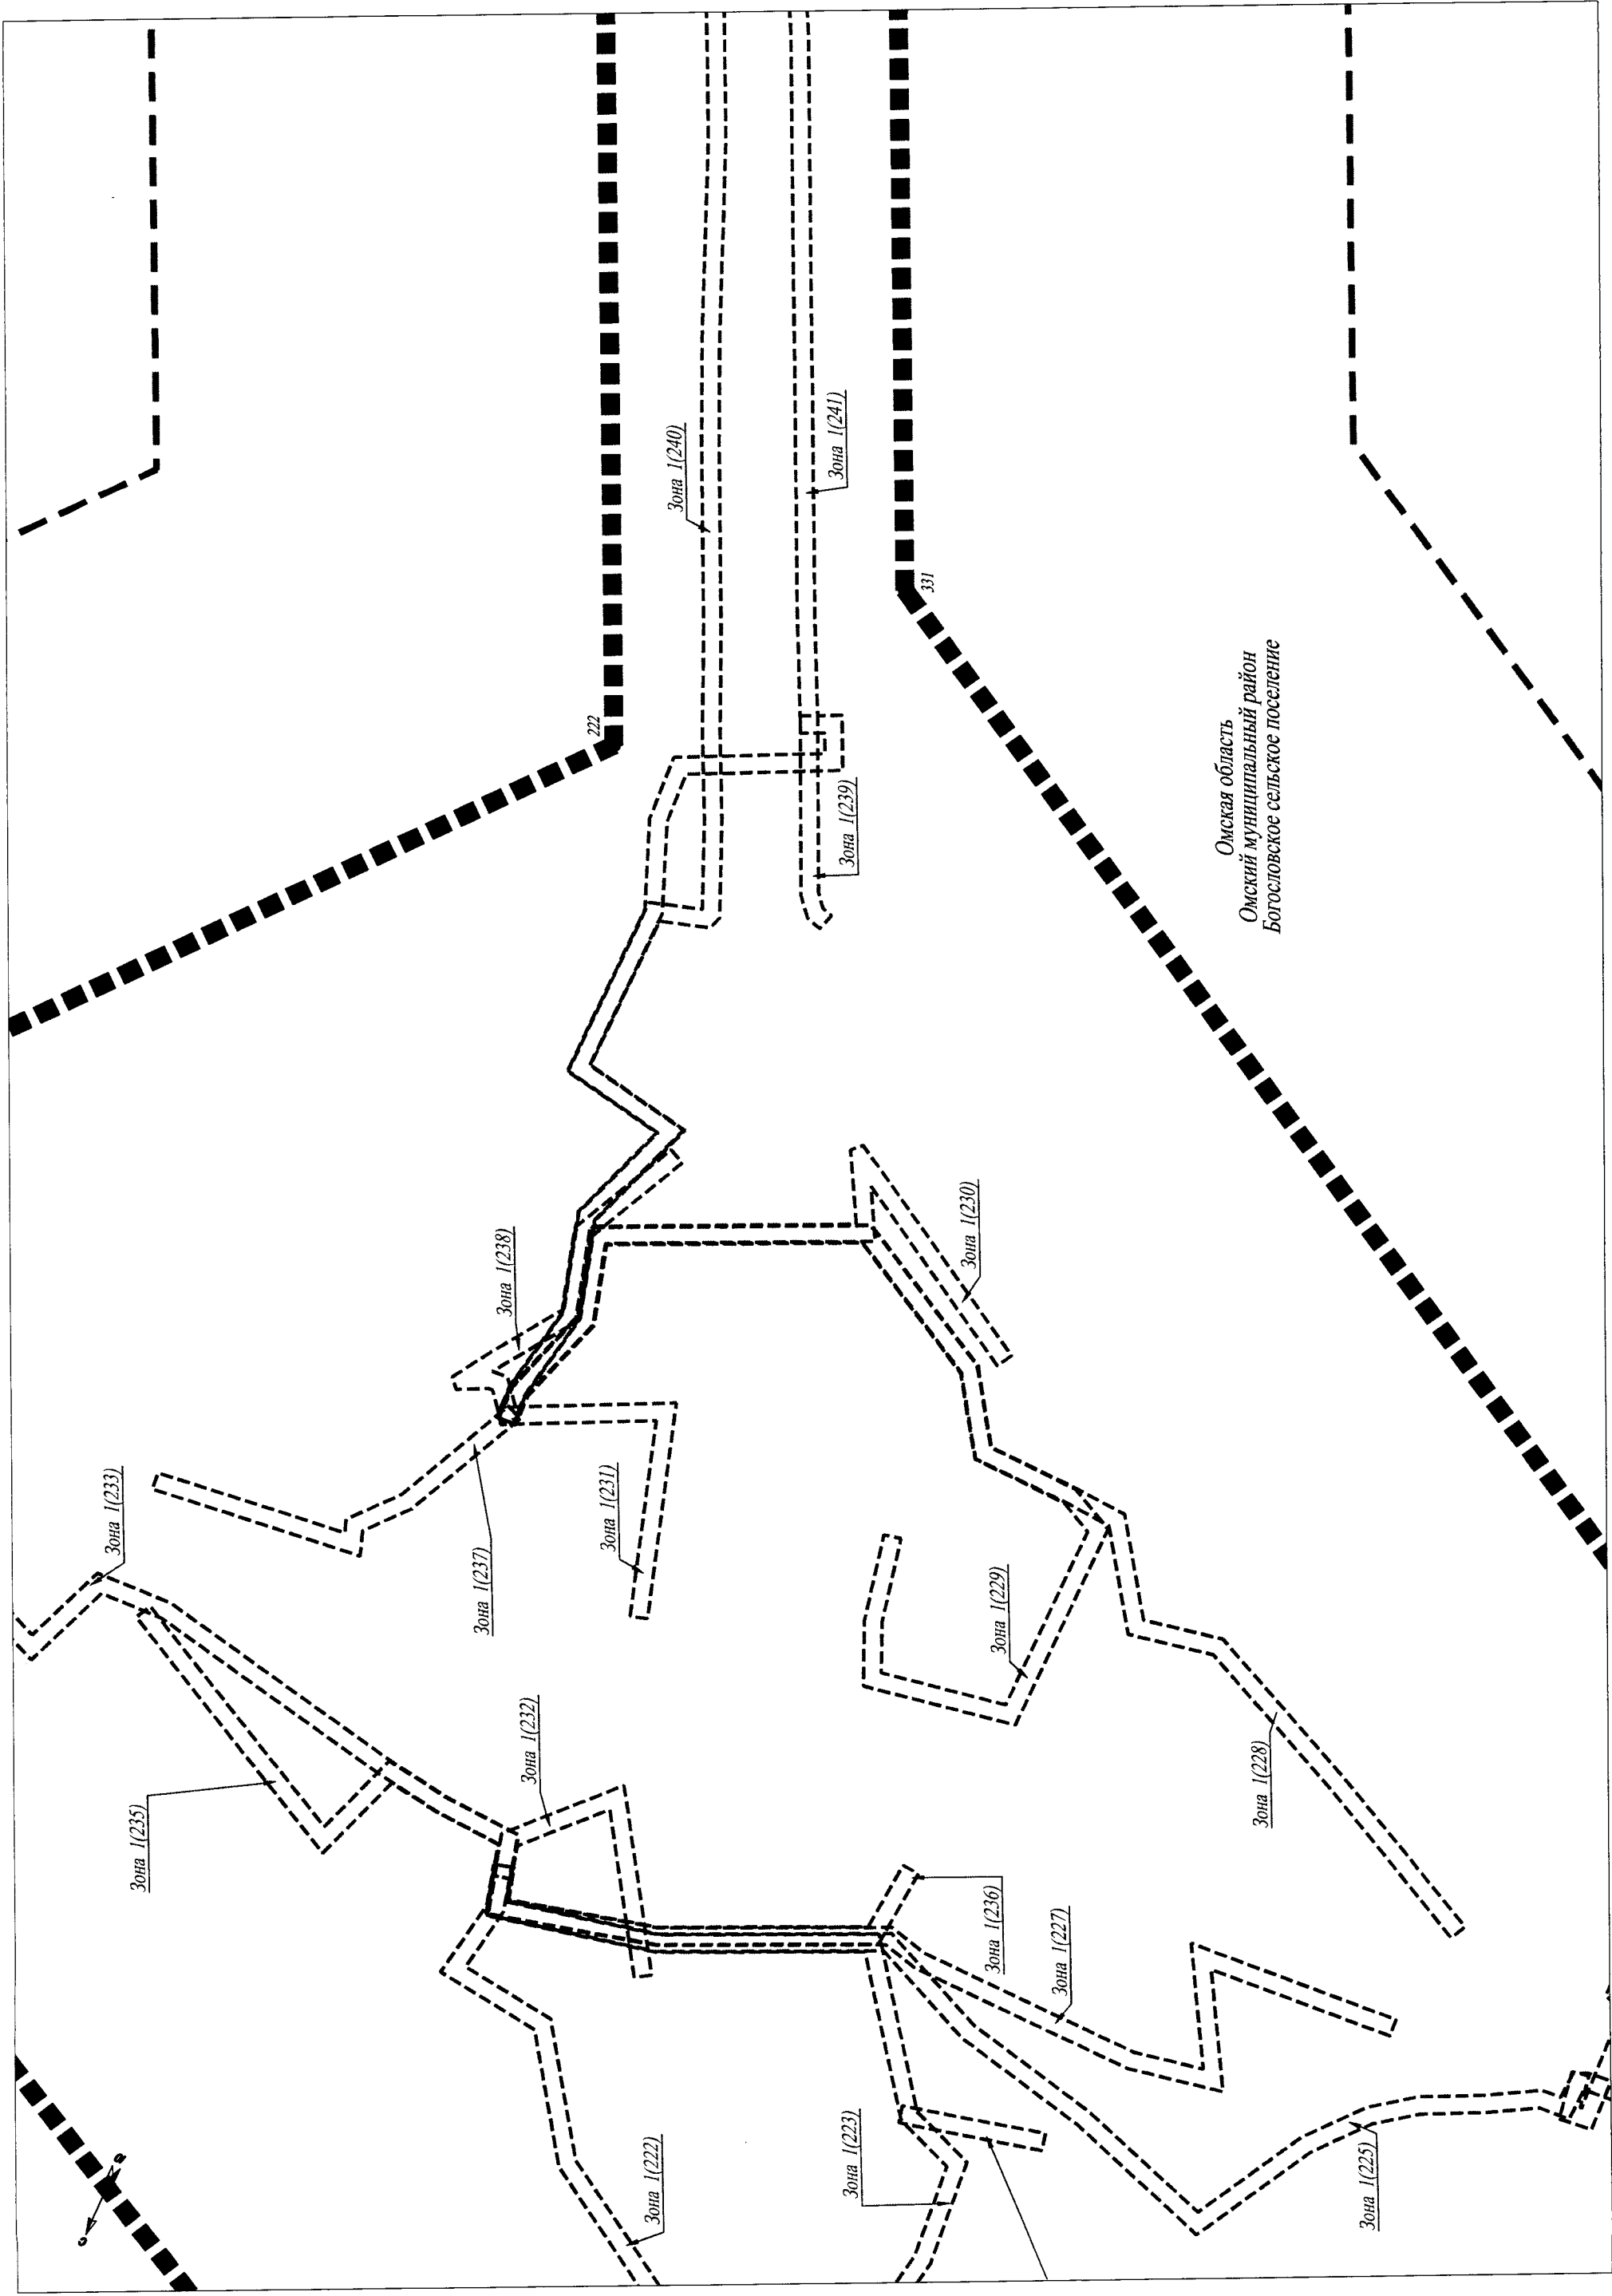 Зона 1(240)
Зона 1(241)
222
331
Зона 1(239)
Омская область
Омский муниципальный район
Богословское сельское поселение
Зона 1(238)
Зона 1(230)
Зона 1(233)
Зона 1(237)
Зона 1(231)
Зона 1(229)
Зона 1(235)
Зона 1(232)
Зона 1(228)
Зона 1(236)
Зона 1(227)
Зона 1(222)
Зона 1(223)
Зона 1(225)
с